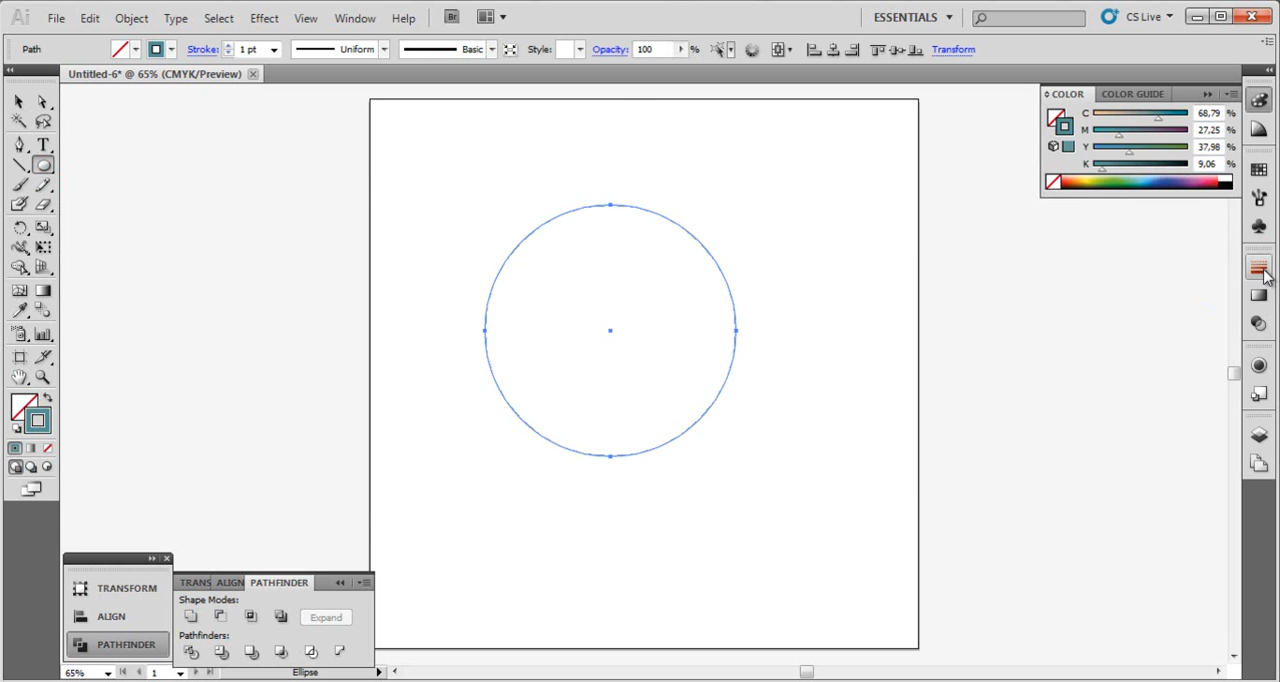 Ai File Edit Object Type Select Effect View Window Help Br ESSENTIALS CS Live
Path Stroke: 1 pt Uniform Basic Style: Opacity: 100 % Transform
Untitled-6* @ 65% (CMYK/Preview)
COLOR COLOR GUIDE
C 68,79 %
M 27,25 %
Y 37,98 %
K 9,06 %
TRANSFORM
ALIGN
PATHFINDER
TRANS ALIGN PATHFINDER
Shape Modes:
Expand
Pathfinders:
65% 1 Ellipse